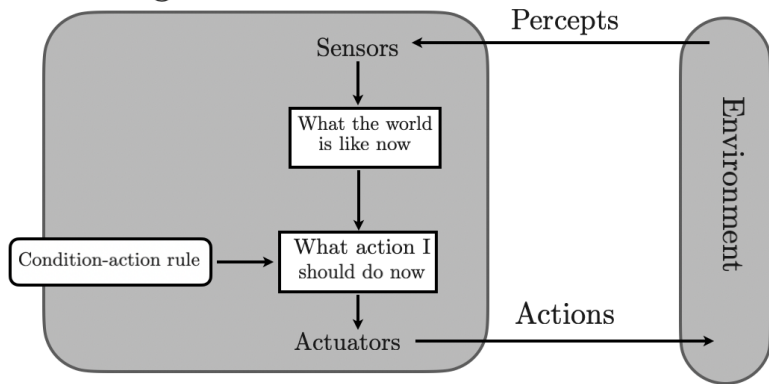 Percepts
Sensors
What the world
is like now
Environment
Condition-action rule
What action I
should do now
Actions
Actuators